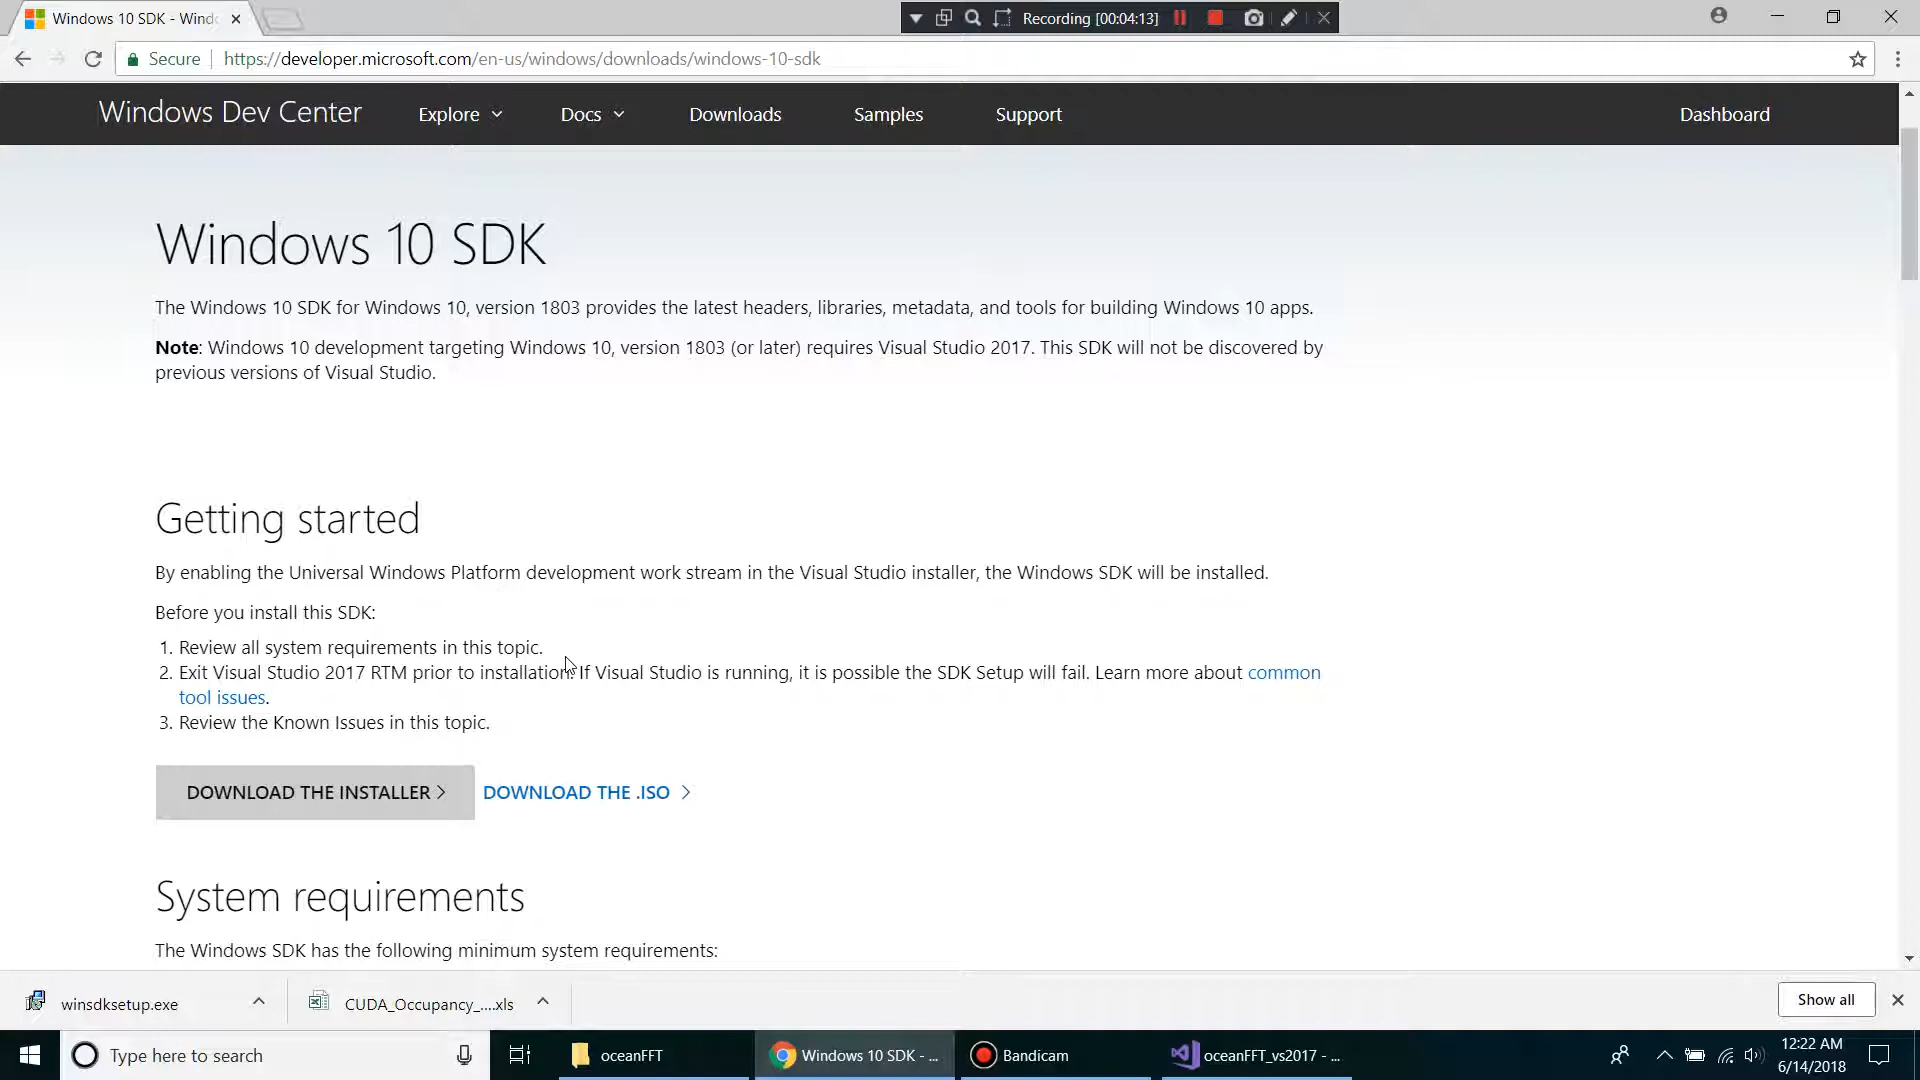 Windows 10 SDK - Wind
Recording [00:04:13]
Secure https://developer.microsoft.com/en-us/windows/downloads/windows-10-sdk
Windows Dev Center Explore Docs Downloads Samples Support Dashboard
Windows 10 SDK
The Windows 10 SDK for Windows 10, version 1803 provides the latest headers, libraries, metadata, and tools for building Windows 10 apps.
Note: Windows 10 development targeting Windows 10, version 1803 (or later) requires Visual Studio 2017. This SDK will not be discovered by
previous versions of Visual Studio.
Getting started
By enabling the Universal Windows Platform development work stream in the Visual Studio installer, the Windows SDK will be installed.
Before you install this SDK:
1. Review all system requirements in this topic.
2. Exit Visual Studio 2017 RTM prior to installation. If Visual Studio is running, it is possible the SDK Setup will fail. Learn more about common
tool issues.
3. Review the Known Issues in this topic.
DOWNLOAD THE INSTALLER DOWNLOAD THE .ISO
System requirements
The Windows SDK has the following minimum system requirements:
winsdksetup.exe CUDA_Occupancy_....xls Show all
Type here to search oceanFFT Windows 10 SDK - ... Bandicam oceanFFT_vs2017 - ... 12:22 AM
6/14/2018